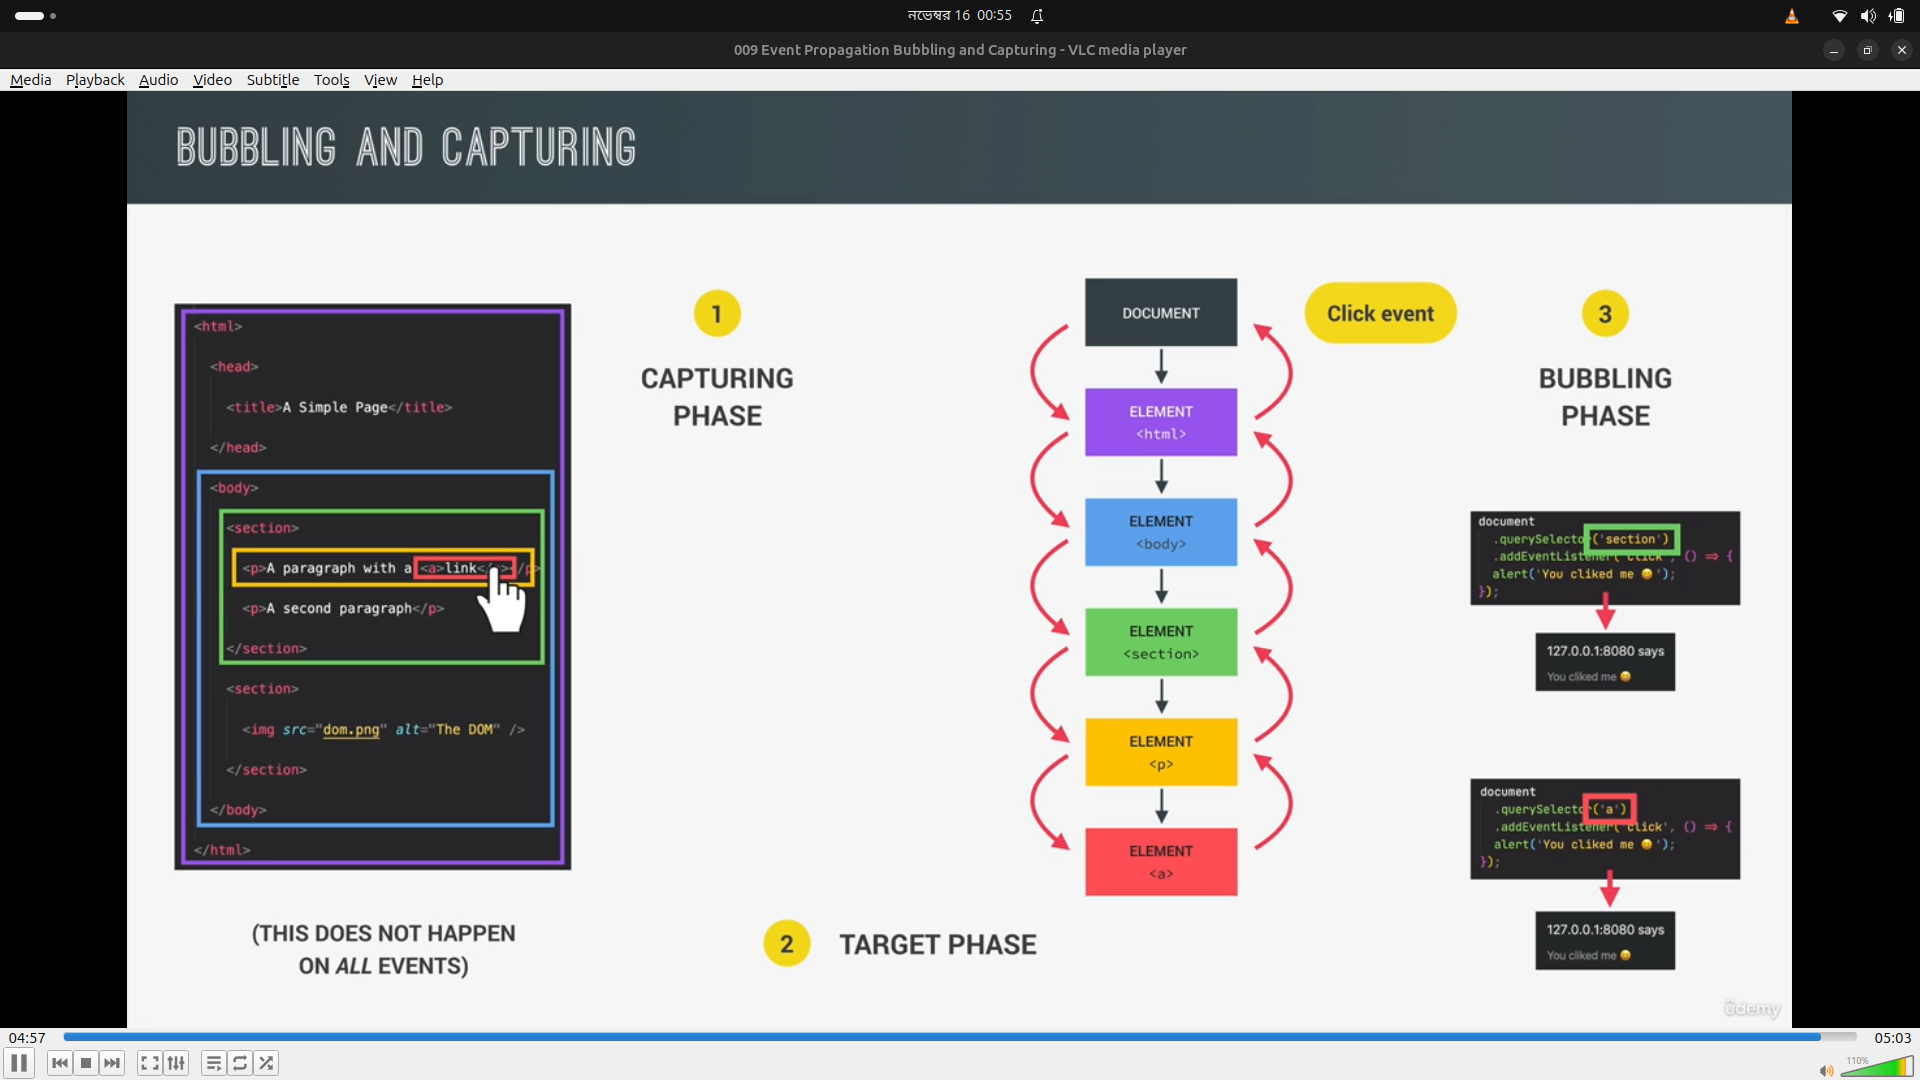 নভেম্বর 16 00:55
009 Event Propagation Bubbling and Capturing - VLC media player
Media Playback Audio Video Subtitle Tools View Help
BUBBLING AND CAPTURING
<html>
<head>
<title>A Simple Page</title>
</head>
<body>
<section>
<p>A paragraph with a <a>link</
/p>
<p>A second paragraph</p>
</section>
<section>
<img src="dom.png" alt="The DOM" />
</section>
</body>
</html>
(THIS DOES NOT HAPPEN
ON ALL EVENTS)
1
CAPTURING
PHASE
2
TARGET PHASE
DOCUMENT
ELEMENT
<html>
ELEMENT
<body>
ELEMENT
<section>
ELEMENT
<p>
ELEMENT
<a>
Click event
3
BUBBLING
PHASE
document
.querySelector('section')
.addEventListener('click', () => {
alert('You cliked me 😀');
});
127.0.0.1:8080 says
You cliked me 😀
document
.querySelector('a')
.addEventListener('click', () => {
alert('You cliked me 😀');
});
127.0.0.1:8080 says
You cliked me 😀
ûdemy
04:57
05:03
110%